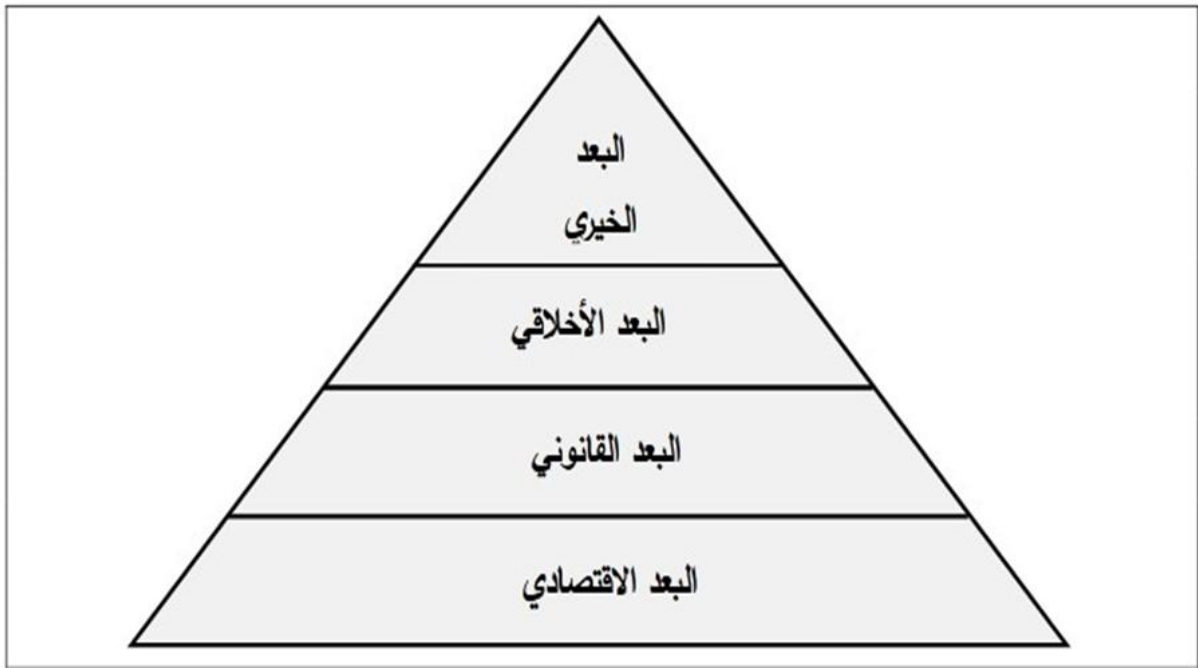 البعد
الخيري
البعد الأخلاقي
البعد القانوني
البعد الاقتصادي